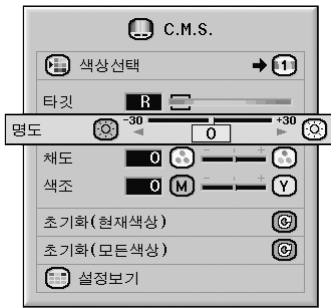 C.M.S.
색상선택 1
타깃 R
명도 -30 0 +30
채도 0 - +
색조 0 M - + Y
초기화(현재색상)
초기화(모든색상)
설정보기